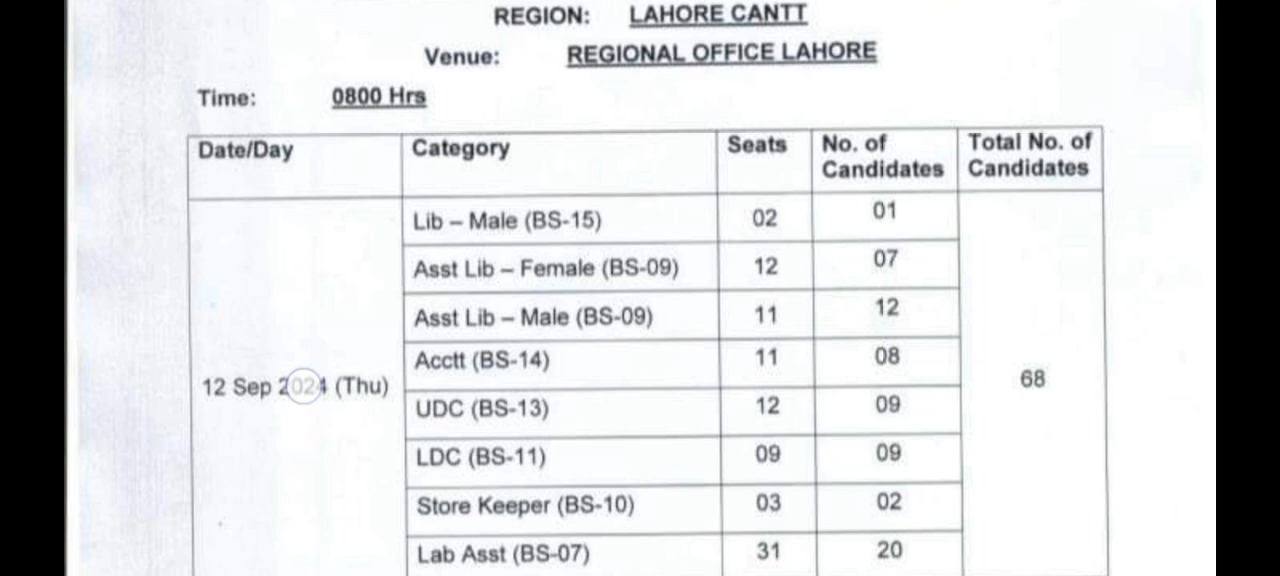 REGION: LAHORE CANTT
Venue: REGIONAL OFFICE LAHORE
Time: 0800 Hrs
Date/Day Category Seats No. of Candidates Total No. of Candidates
Lib – Male (BS-15) 02 01
Asst Lib – Female (BS-09) 12 07
Asst Lib – Male (BS-09) 11 12
Acctt (BS-14) 11 08
12 Sep 2024 (Thu) 68
UDC (BS-13) 12 09
LDC (BS-11) 09 09
Store Keeper (BS-10) 03 02
Lab Asst (BS-07) 31 20